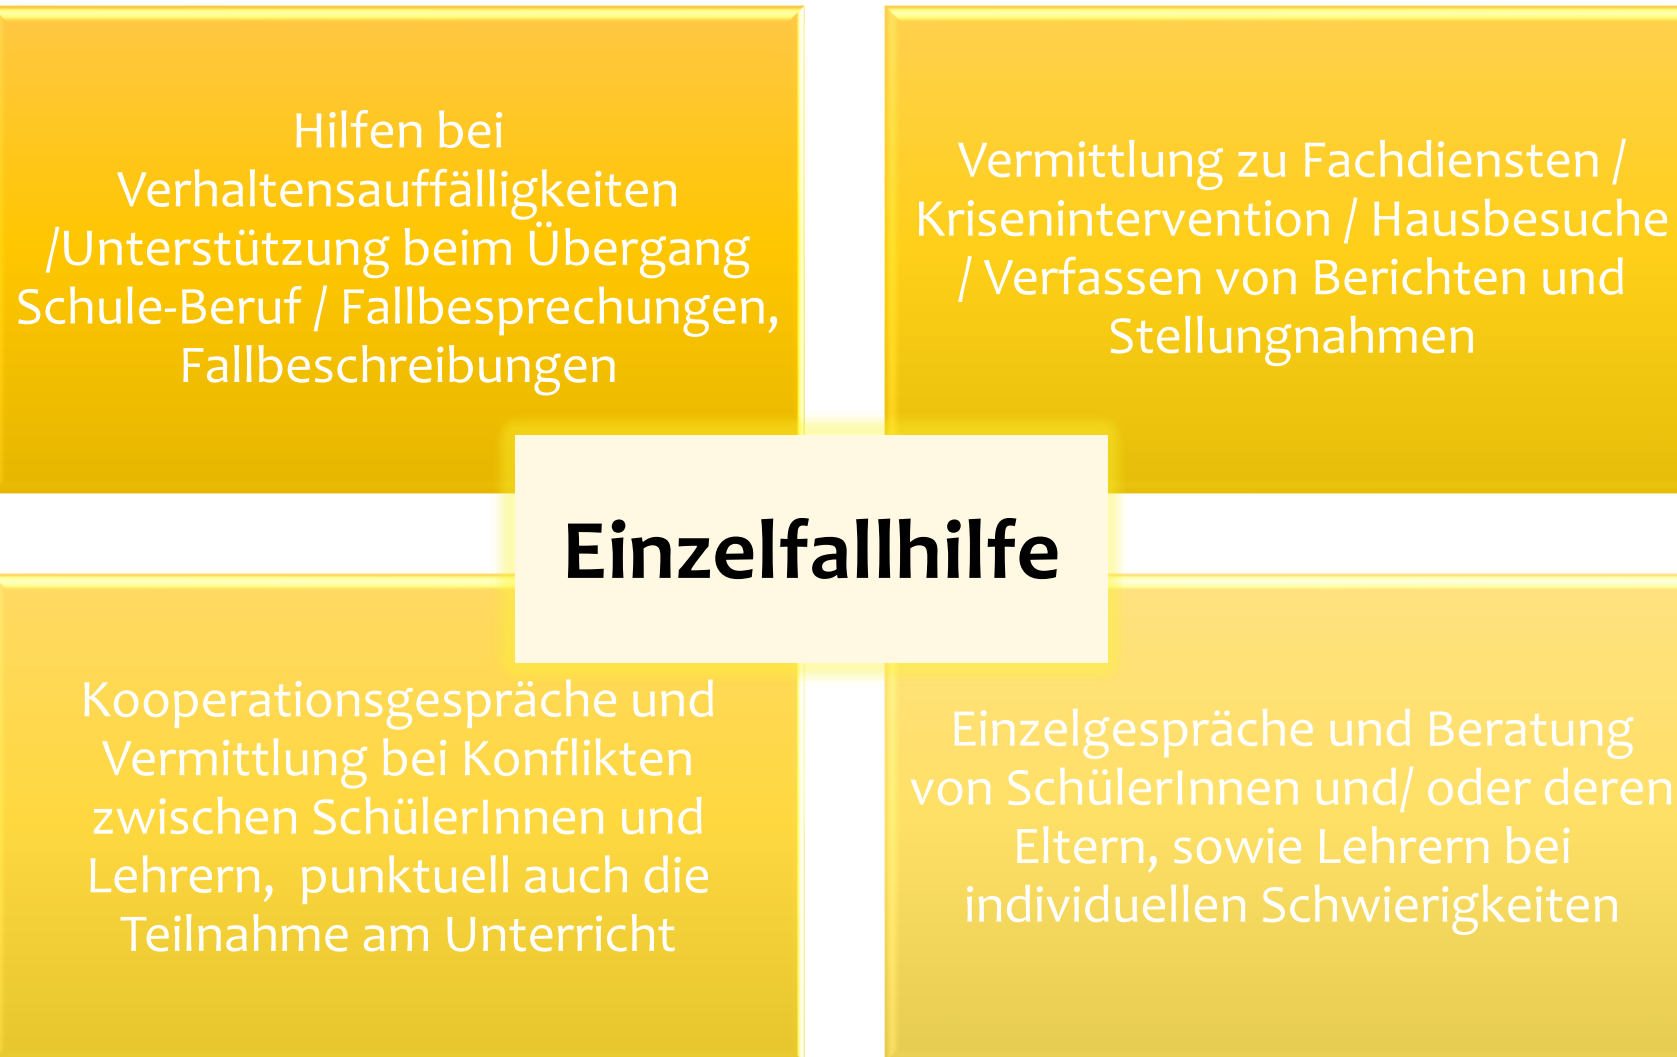 Hilfen bei
Verhaltensauffälligkeiten
/Unterstützung beim Übergang
Schule-Beruf / Fallbesprechungen,
Fallbeschreibungen
Vermittlung zu Fachdiensten /
Krisenintervention / Hausbesuche
/ Verfassen von Berichten und
Stellungnahmen
Einzelfallhilfe
Kooperationsgespräche und
Vermittlung bei Konflikten
zwischen SchülerInnen und
Lehrern,  punktuell auch die
Teilnahme am Unterricht
Einzelgespräche und Beratung
von SchülerInnen und/ oder deren
Eltern, sowie Lehrern bei
individuellen Schwierigkeiten